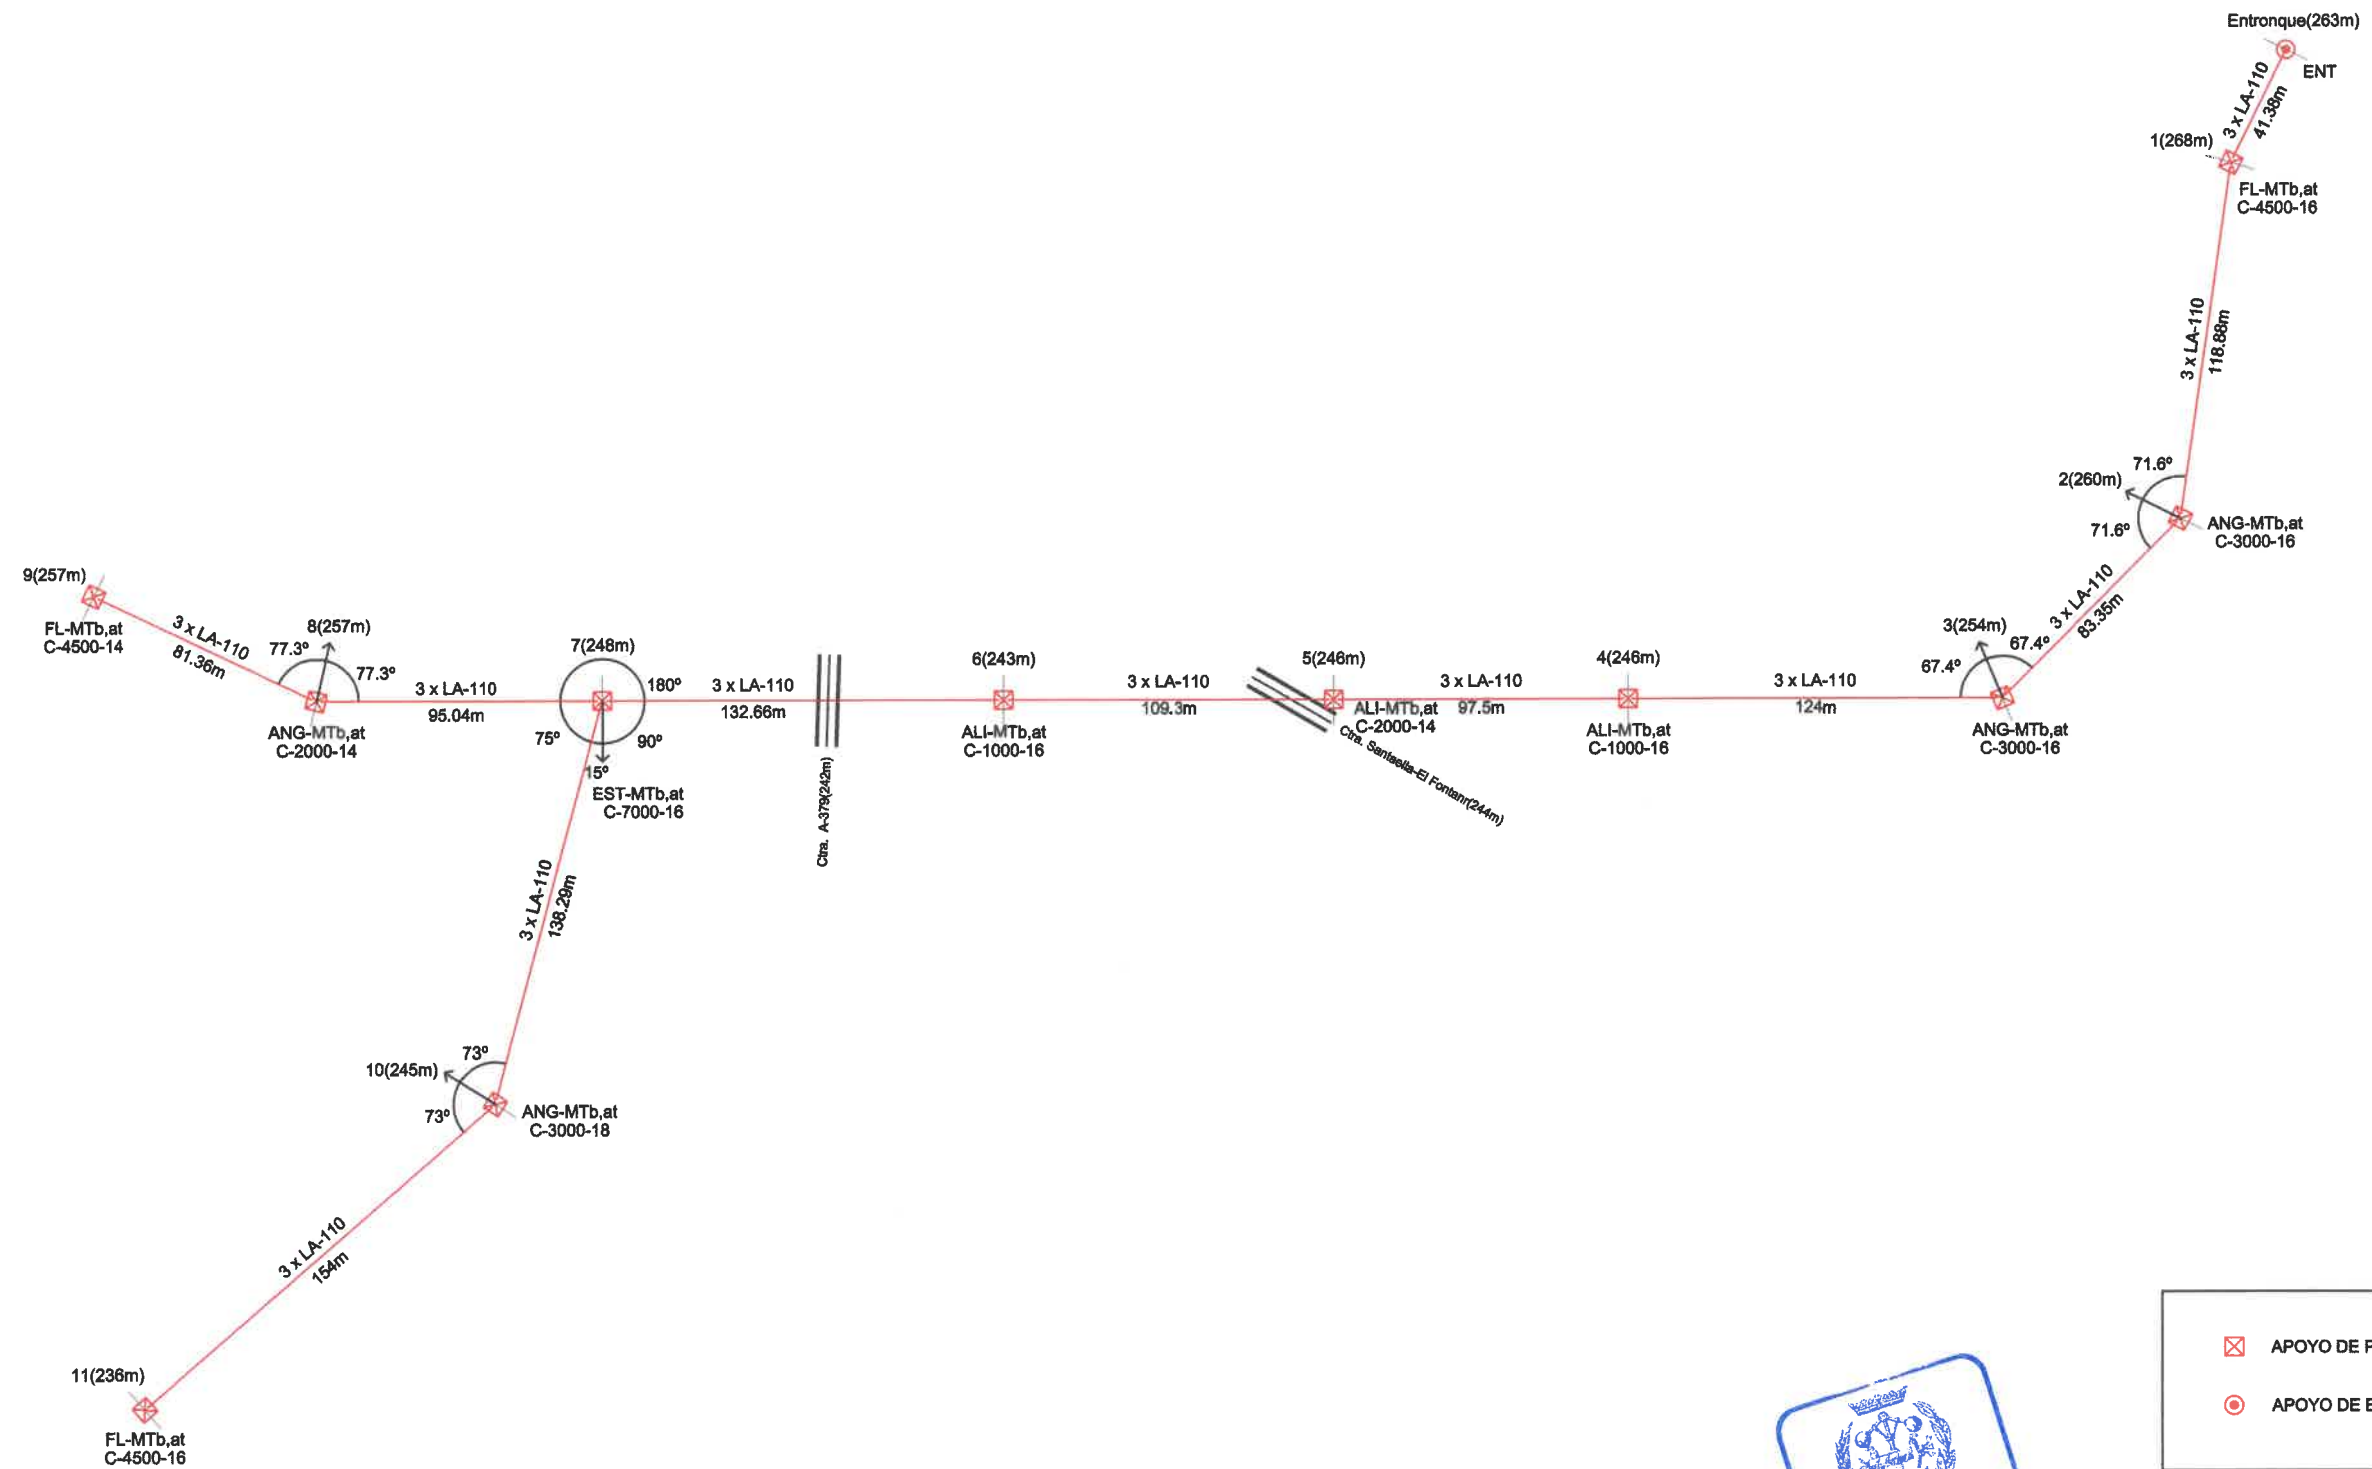 Entronque(263m)
ENT
3 x LA-110
41.38m
1(268m)
FL-MTb,at
C-4500-16
3 x LA-110
118.88m
71.6º
2(260m)
71.6º
ANG-MTb,at
C-3000-16
3 x LA-110
83.35m
3(254m)
67.4º
67.4º
ANG-MTb,at
C-3000-16
9(257m)
FL-MTb,at
C-4500-14
3 x LA-110
81.36m
8(257m)
77.3º
77.3º
ANG-MTb,at
C-2000-14
3 x LA-110
95.04m
7(248m)
180º
75º
90º
15º
EST-MTb,at
C-7000-16
3 x LA-110
132.66m
Ctra. A-379(242m)
6(243m)
ALI-MTb,at
C-1000-16
3 x LA-110
109.3m
5(246m)
ALI-MTb,at
C-2000-14
Ctra. Santaella-El Fontanr(244m)
3 x LA-110
97.5m
4(246m)
ALI-MTb,at
C-1000-16
3 x LA-110
124m
3 x LA-110
138.29m
73º
10(245m)
73º
ANG-MTb,at
C-3000-18
3 x LA-110
154m
11(236m)
FL-MTb,at
C-4500-16
APOYO DE
APOYO DE